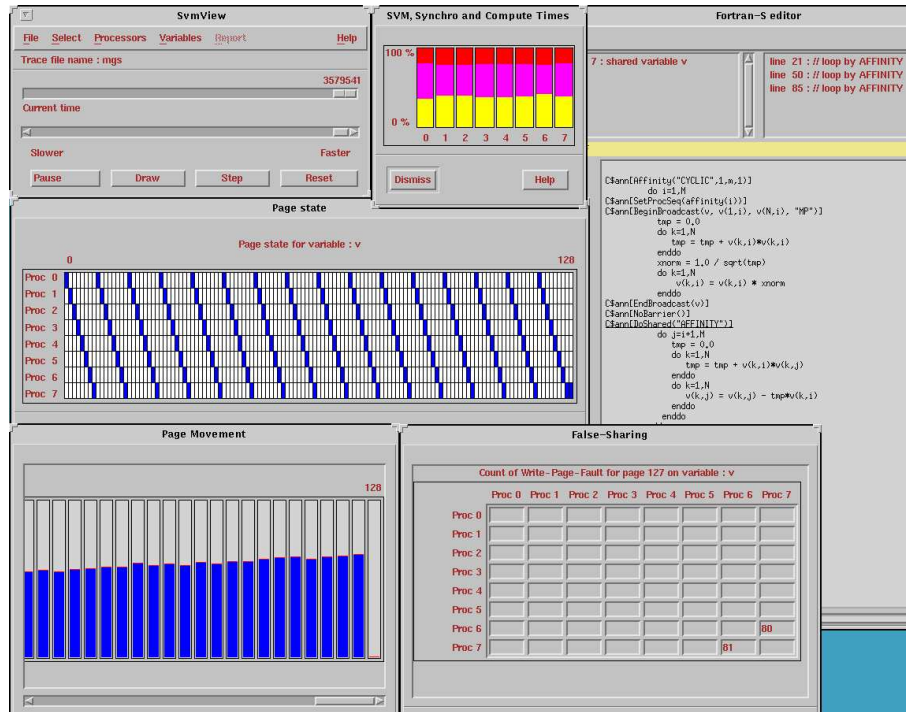 SvmView
File Select Processors Variables Report Help
Trace file name : mgs
3579541
Current time
Slower Faster
Pause Draw Step Reset
SVM, Synchro and Compute Times
100 %
0 %
0 1 2 3 4 5 6 7
Dismiss Help
Fortran-S editor
7 : shared variable v
line 21 : // loop by AFFINITY
line 50 : // loop by AFFINITY
line 85 : // loop by AFFINITY
C$ann[Affinity("CYCLIC",1,m,1)]
do i=1,M
C$ann[SetProcSeq(affinity(i))]
C$ann[BeginBroadcast(v, v(1,i), v(N,i), "MP")]
tmp = 0.0
do k=1,N
tmp = tmp + v(k,i)*v(k,i)
enddo
xnorm = 1.0 / sqrt(tmp)
do k=1,N
v(k,i) = v(k,i) * xnorm
enddo
C$ann[EndBroadcast(v)]
C$ann[NoBarrier()]
C$ann[DoShared("AFFINITY")]
do j=i+1,M
tmp = 0.0
do k=1,N
tmp = tmp + v(k,i)*v(k,j)
enddo
do k=1,N
v(k,j) = v(k,j) - tmp*v(k,i)
enddo
enddo
Page state
Page state for variable : v
0 128
Proc 0
Proc 1
Proc 2
Proc 3
Proc 4
Proc 5
Proc 6
Proc 7
Page Movement
128
False-Sharing
Count of Write-Page-Fault for page 127 on variable : v
Proc 0 Proc 1 Proc 2 Proc 3 Proc 4 Proc 5 Proc 6 Proc 7
Proc 0
Proc 1
Proc 2
Proc 3
Proc 4
Proc 5
Proc 6 80
Proc 7 81